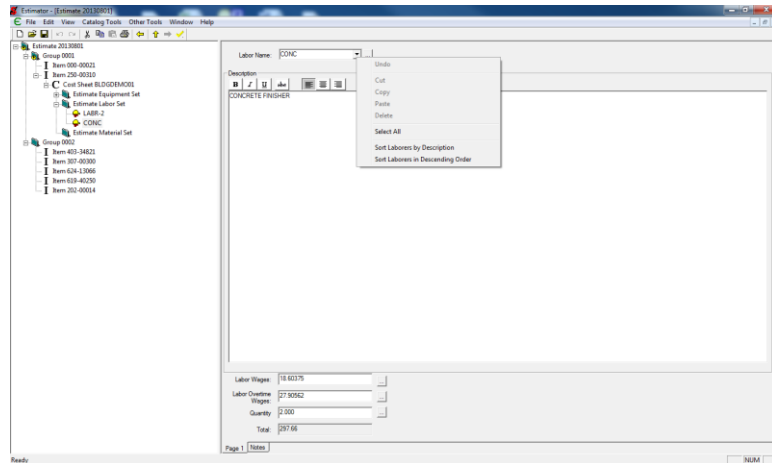 Estimator - [Estimate 20130801]
File Edit View Catalog Tools Other Tools Window Help
Estimate 20130801
Group 0001
Item 008-00021
Item 250-00310
Cost Sheet BLDGDEMO01
Estimate Equipment Set
Estimate Labor Set
LABR-2
CONC
Estimate Material Set
Group 0002
Item 403-34821
Item 307-00300
Item 624-13066
Item 619-40250
Item 202-00014
Labor Name: CONC ...
Description
B I U abc
CONCRETE FINISHER
Undo
Cut
Copy
Paste
Delete
Select All
Sort Laborers by Description
Sort Laborers in Descending Order
Labor Wages: 18.60375 ...
Labor Overtime Wages: 27.90562 ...
Quantity 2.000 ...
Total: 297.66
Page 1 Notes
Ready NUM